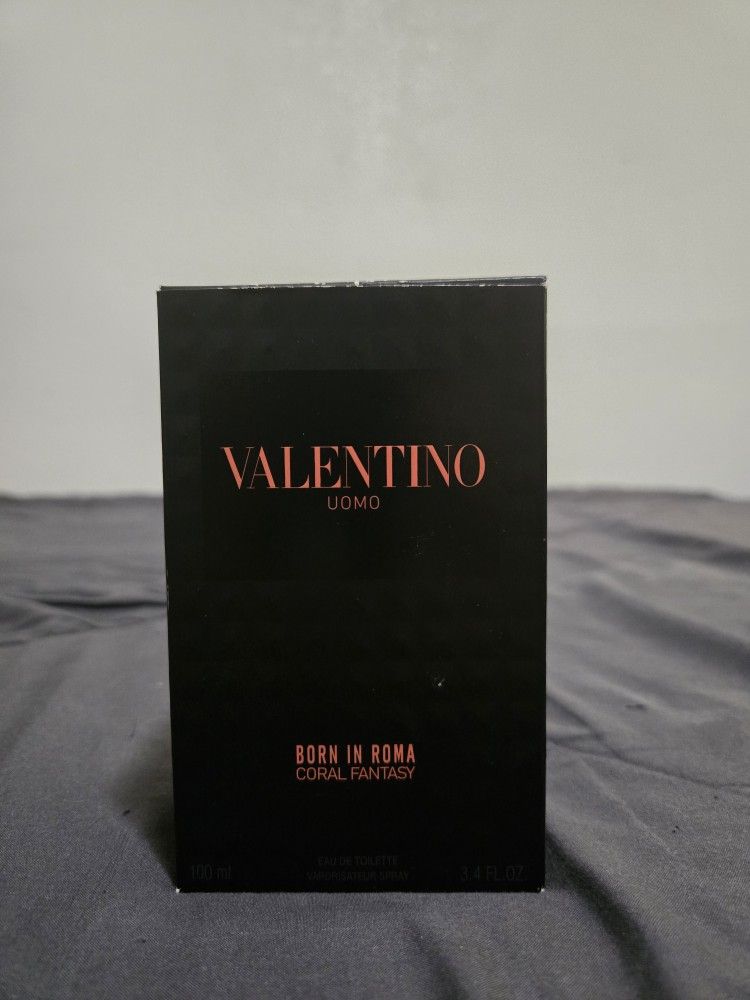 VALENTINO
UOMO
BORN IN ROMA
CORAL FANTASY
EAU DE TOILETTE
100 ml VAPORISATEUR SPRAY 3.4 FL.OZ.